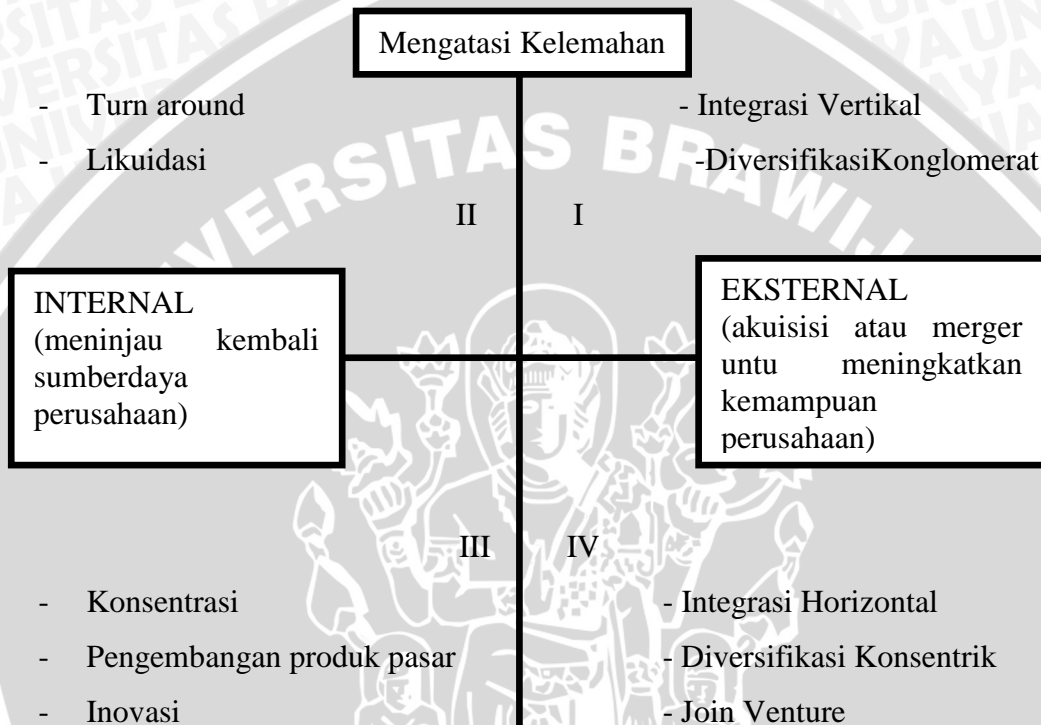 Mengatasi Kelemahan
- Turn around
- Likuidasi
- Integrasi Vertikal
-DiversifikasiKonglomerat
II
I
INTERNAL
(meninjau kembali
sumberdaya
perusahaan)
EKSTERNAL
(akuisisi atau merger
untu meningkatkan
kemampuan
perusahaan)
III
IV
- Konsentrasi
- Pengembangan produk pasar
- Inovasi
- Integrasi Horizontal
- Diversifikasi Konsentrik
- Join Venture